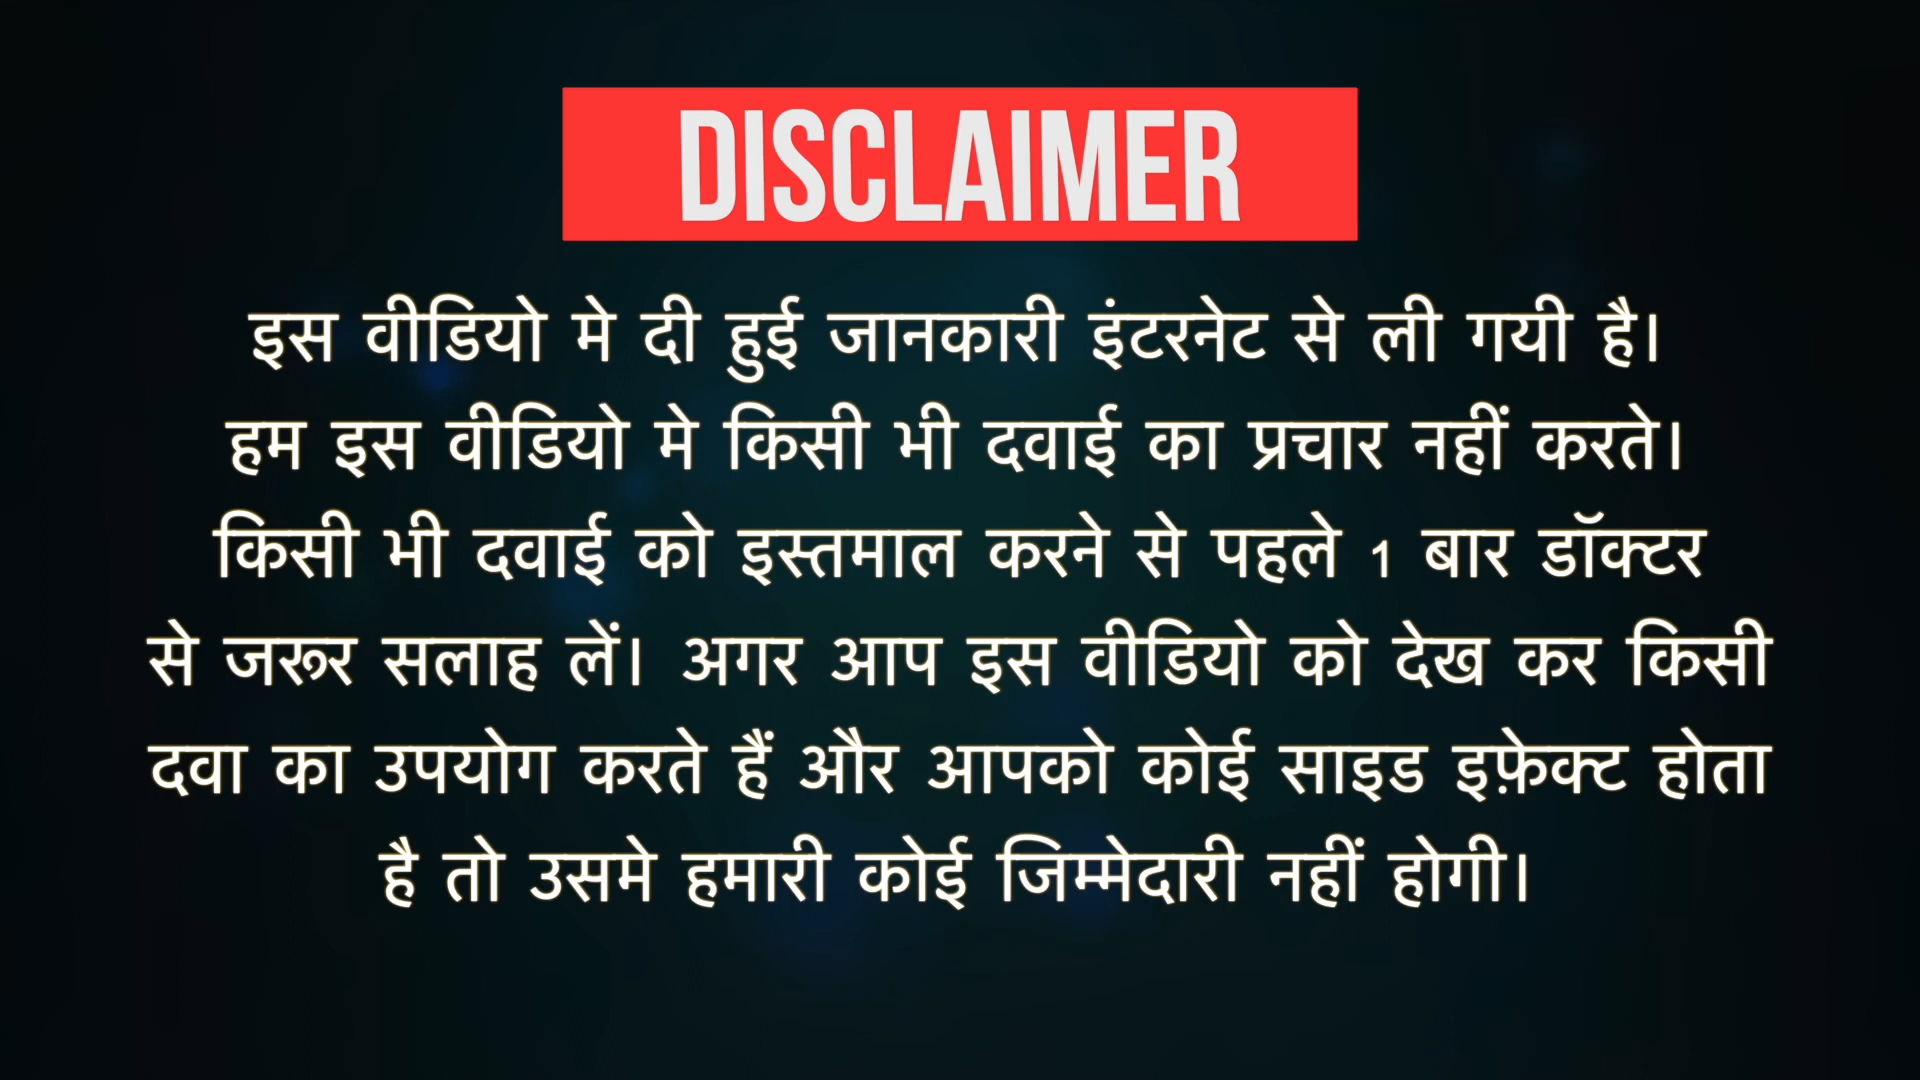 DISCLAIMER
इस वीडियो मे दी हुई जानकारी इंटरनेट से ली गयी है।
हम इस वीडियो मे किसी भी दवाई का प्रचार नहीं करते।
किसी भी दवाई को इस्तमाल करने से पहले 1 बार डॉक्टर
से जरूर सलाह लें। अगर आप इस वीडियो को देख कर किसी
दवा का उपयोग करते हैं और आपको कोई साइड इफ़ेक्ट होता
है तो उसमे हमारी कोई जिम्मेदारी नहीं होगी।